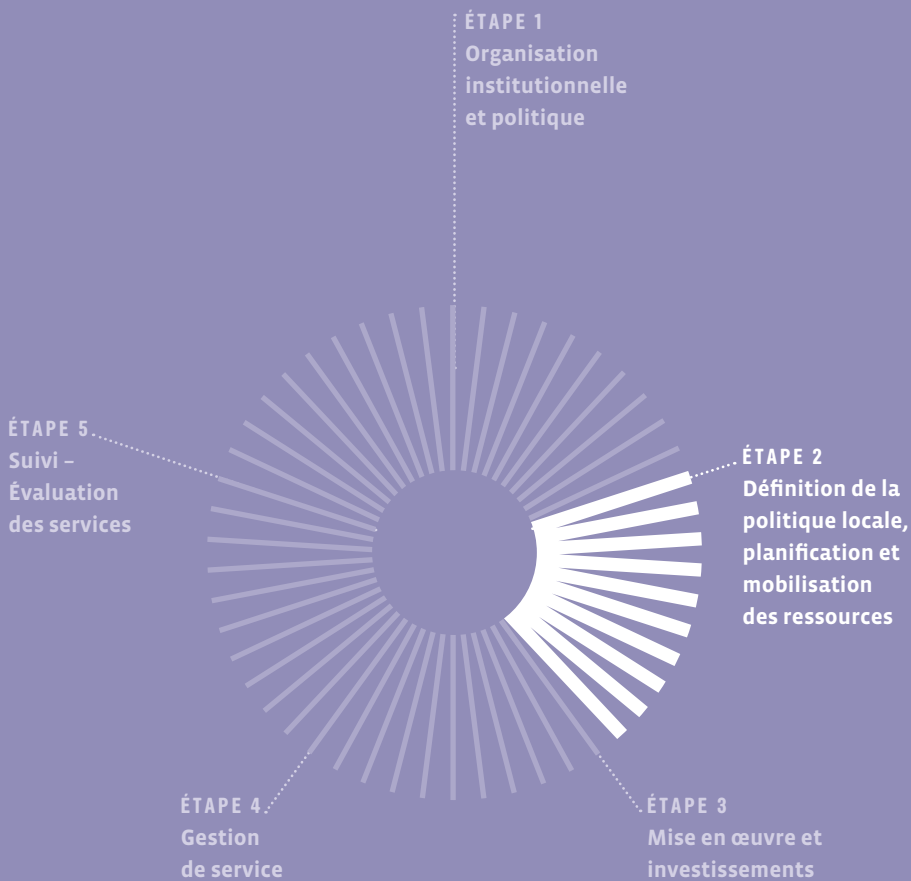 ÉTAPE 1
Organisation
institutionnelle
et politique
ÉTAPE 2
Définition de la
politique locale,
planification et
mobilisation
des ressources
ÉTAPE 3
Mise en œuvre et
investissements
ÉTAPE 4
Gestion
de service
ÉTAPE 5
Suivi –
Évaluation
des services